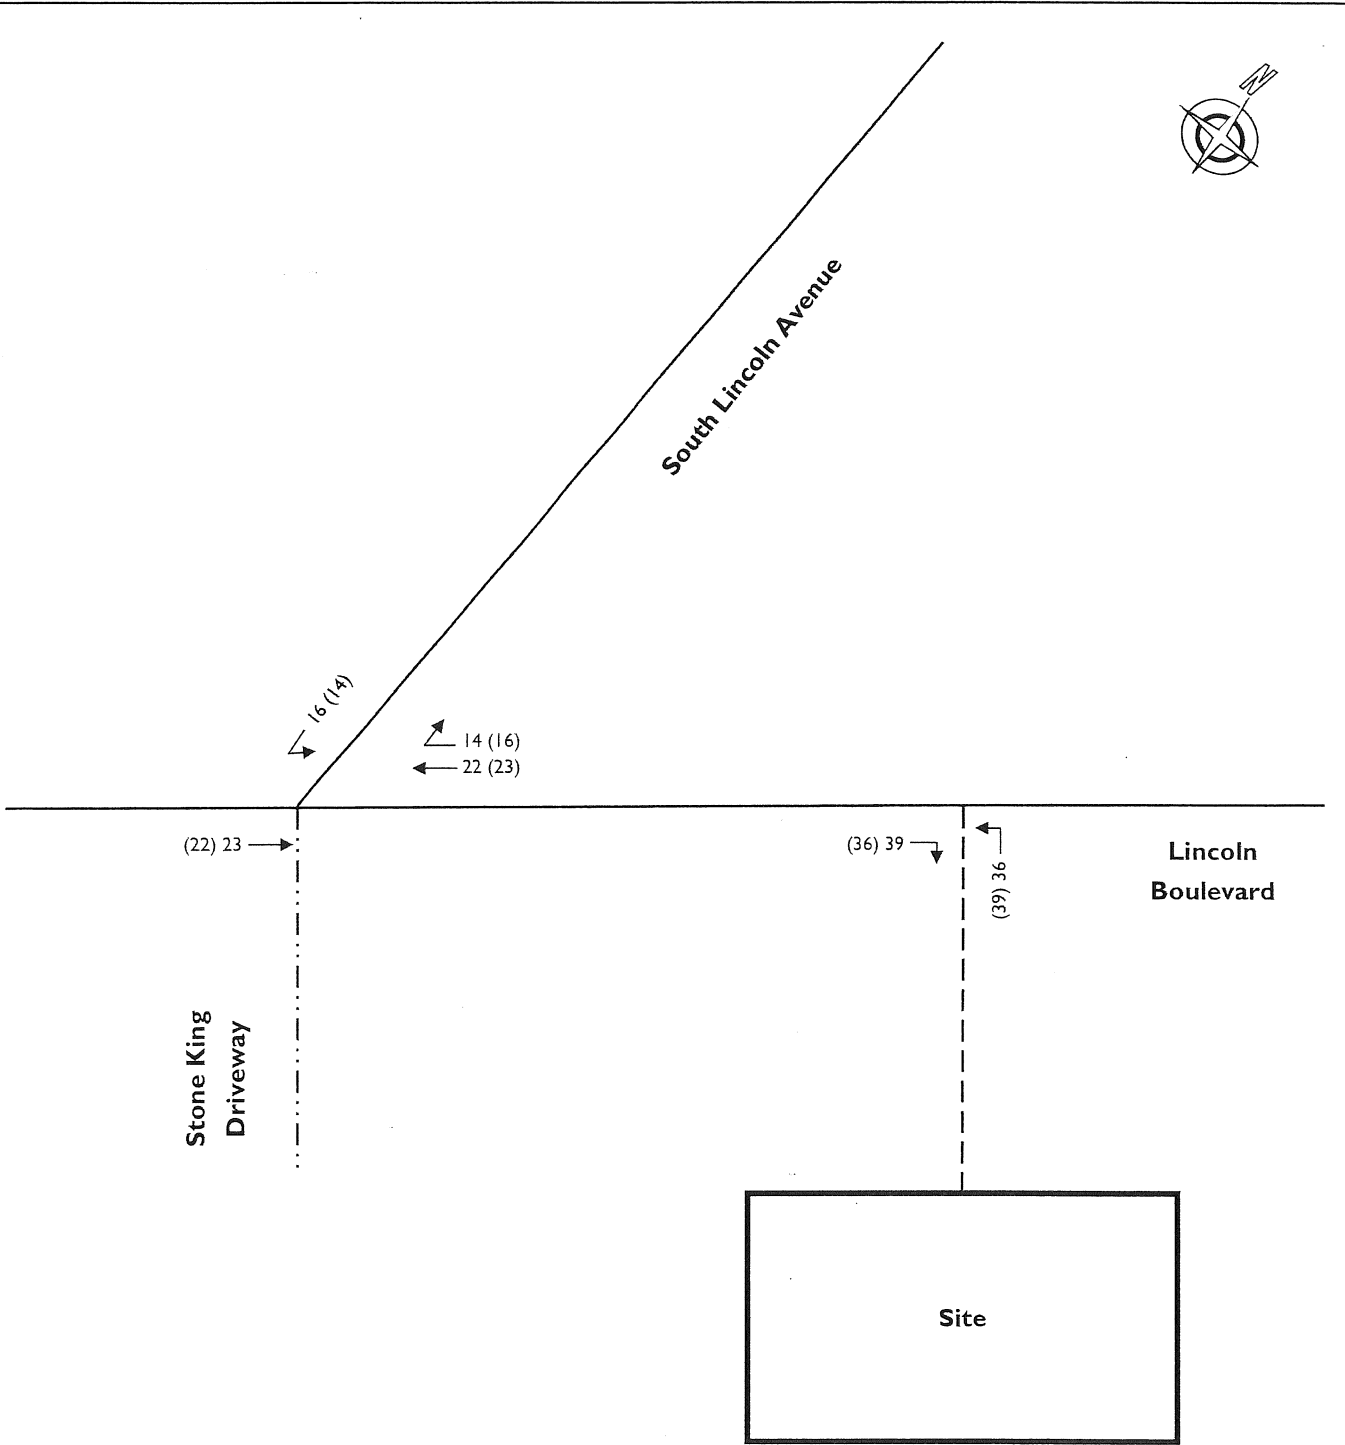 N
South Lincoln Avenue
16 (14)
14 (16)
22 (23)
(22) 23
(36) 39
(39) 36
Lincoln
Boulevard
Stone King
Driveway
Site